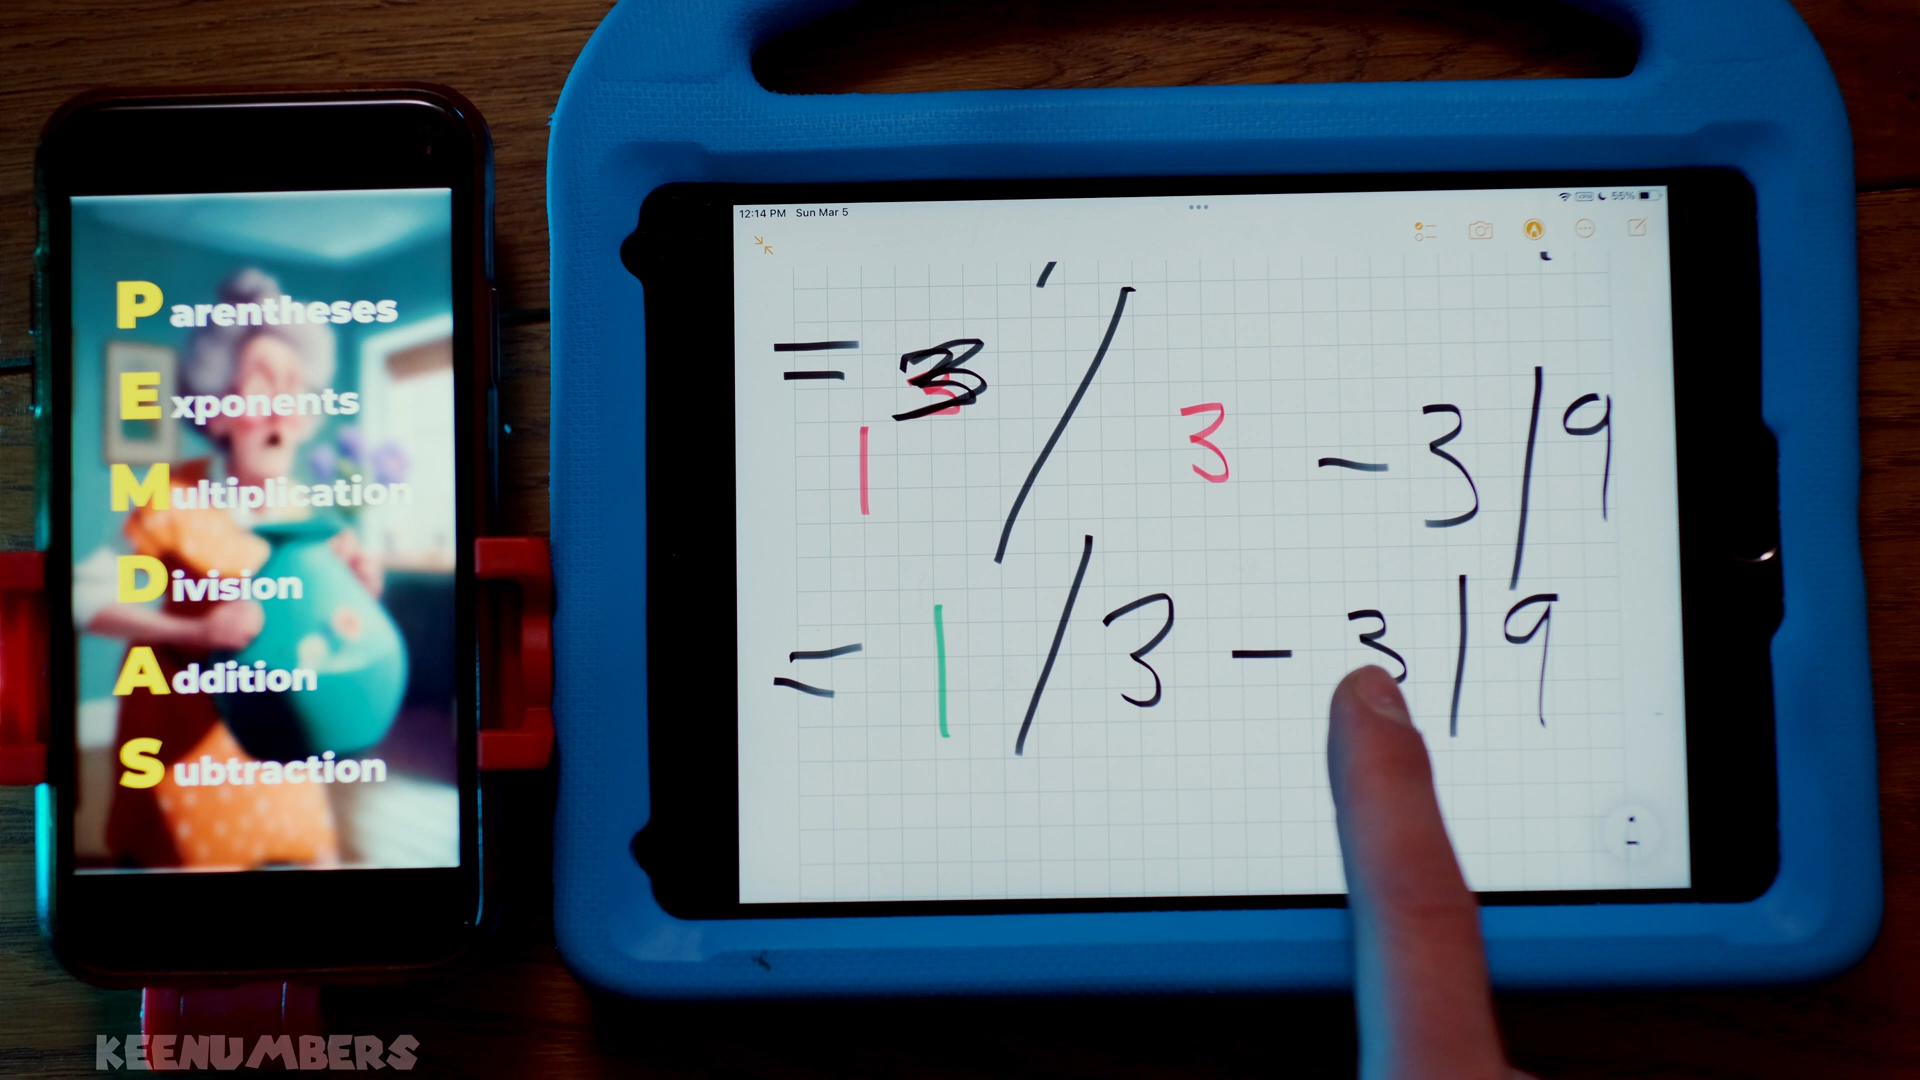 Parentheses
Exponents
Multiplication
Division
Addition
Subtraction
12:14 PM Sun Mar 5
55%
= 3 /
1 3 - 3 / 9
= 1 / 3 - 3 / 9
KEENUMBERS